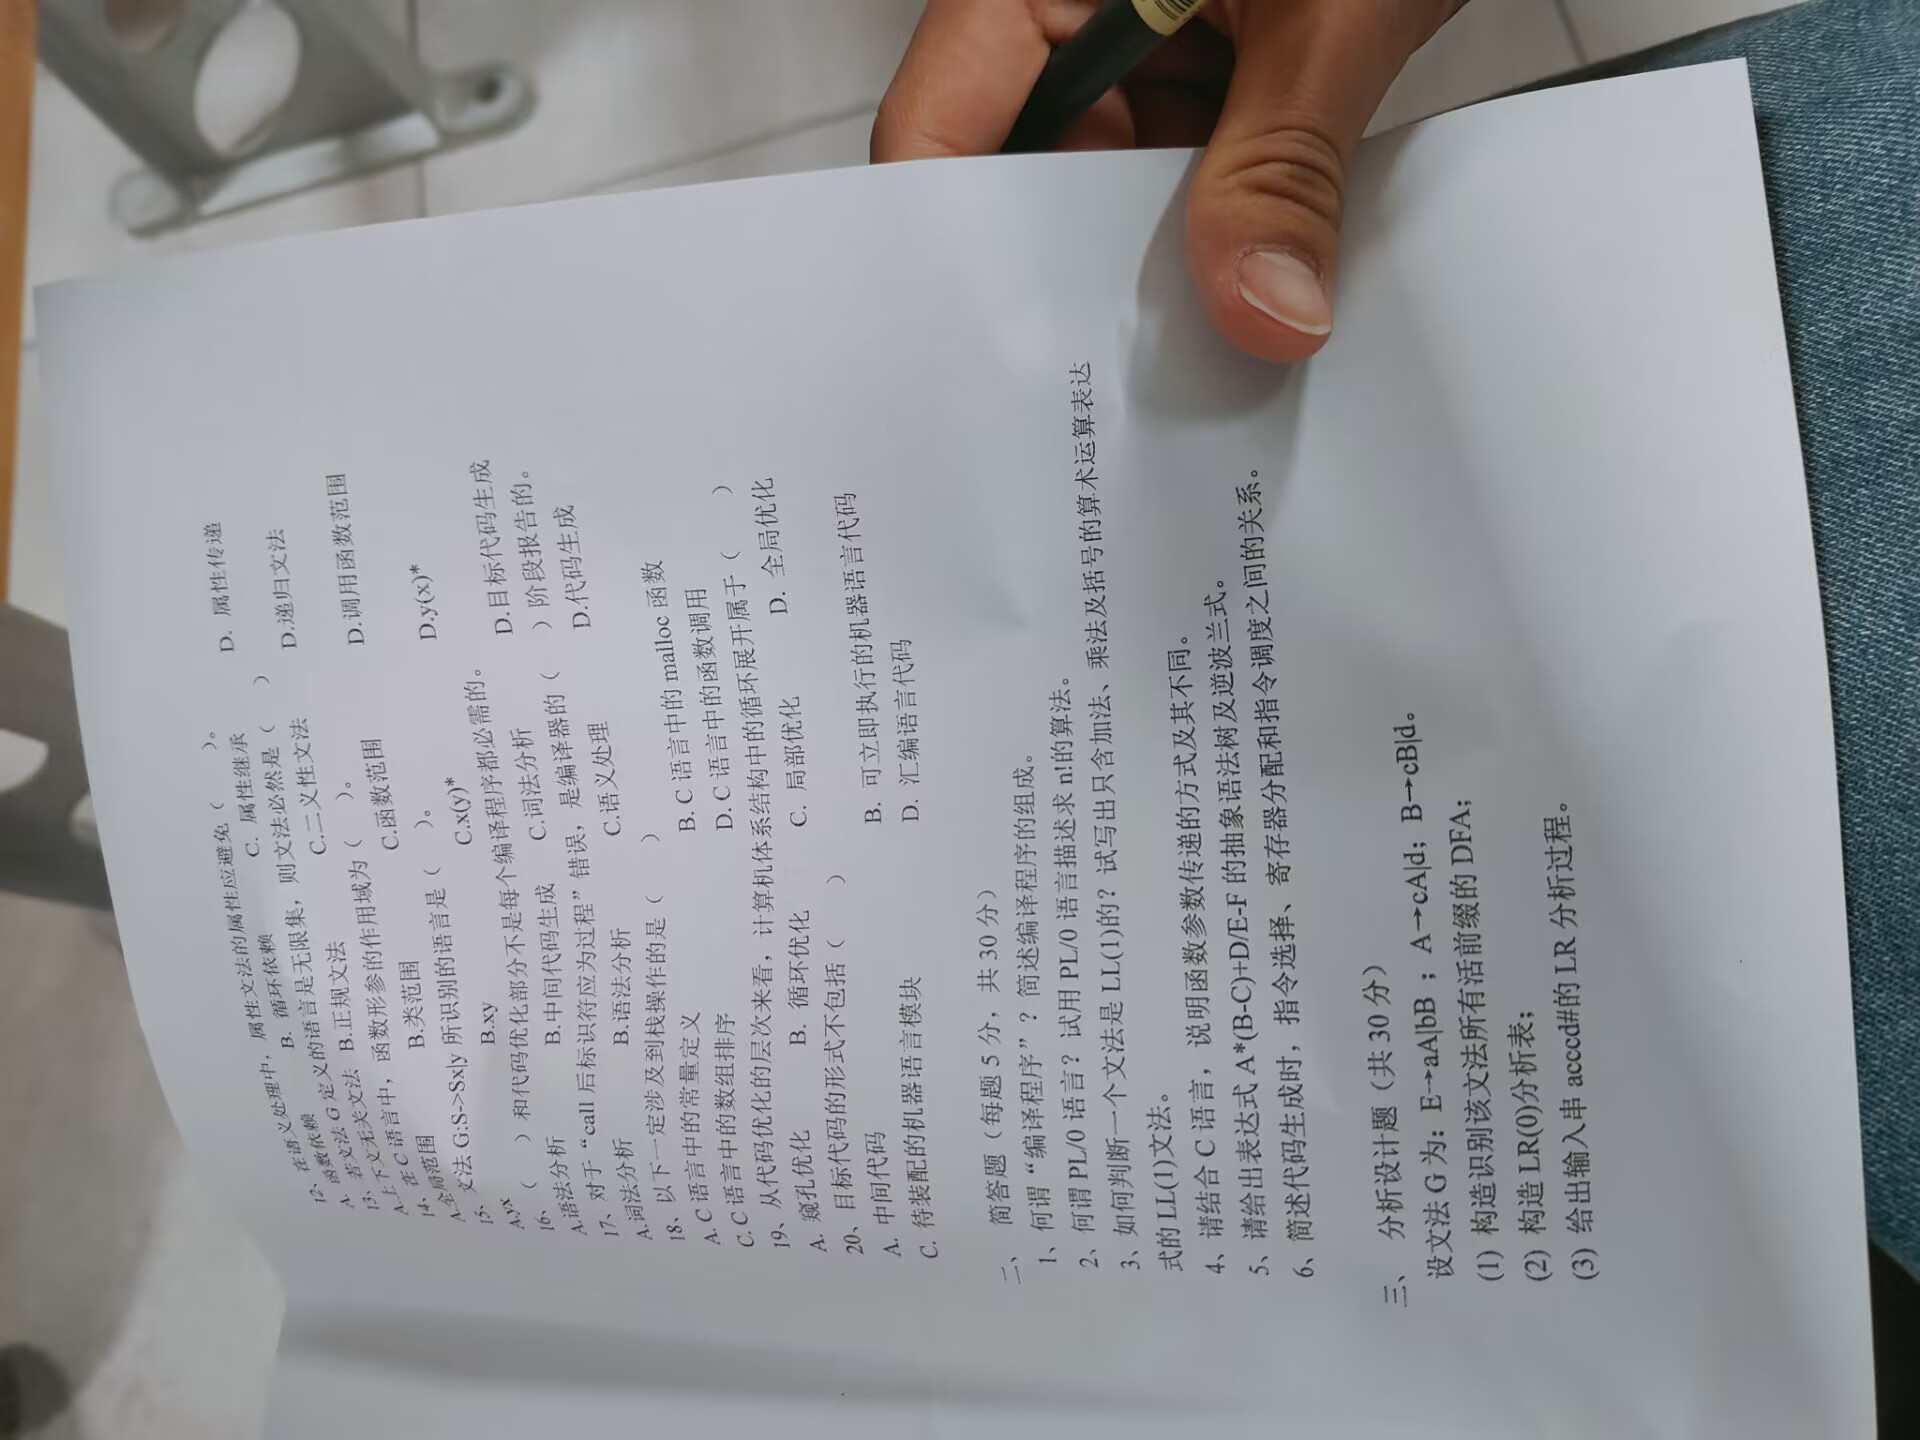 12、在语义处理中，属性文法的属性应避免（ ）。
A. 函数依赖 B. 循环依赖 C. 属性继承 D. 属性传递
13、若文法 G 定义的语言是无限集，则文法必然是（ ）
A.上下文无关文法 B.正规文法 C.二义性文法 D.递归文法
14、在 C 语言中，函数形参的作用域为（ ）。
A.全局范围 B.类范围 C.函数范围 D.调用函数范围
15、文法 G:S->Sx|y 所识别的语言是（ ）。
A.yx B.xy C.x(y)* D.y(x)*
16、（ ）和代码优化部分不是每个编译程序都必需的。
A.语法分析 B.中间代码生成 C.词法分析 D.目标代码生成
17、对于“call 后标识符应为过程”错误，是编译器的（ ）阶段报告的。
A.词法分析 B.语法分析 C.语义处理 D.代码生成
18、以下一定涉及到栈操作的是（ ）
A. C 语言中的常量定义 B. C 语言中的 malloc 函数
C. C 语言中的数组排序 D. C 语言中的函数调用
19、从代码优化的层次来看，计算机体系结构中的循环展开属于（ ）
A. 窥孔优化 B. 循环优化 C. 局部优化 D. 全局优化
20、目标代码的形式不包括（ ）
A. 中间代码 B. 可立即执行的机器语言代码
C. 待装配的机器语言模块 D. 汇编语言代码
二、 简答题（每题 5 分，共 30 分）
1、何谓“编译程序”？简述编译程序的组成。
2、何谓 PL/0 语言？试用 PL/0 语言描述求 n!的算法。
3、如何判断一个文法是 LL(1)的？试写出只含加法、乘法及括号的算术运算表达
式的 LL(1)文法。
4、请结合 C 语言，说明函数参数传递的方式及其不同。
5、请给出表达式 A*(B-C)+D/E-F 的抽象语法树及逆波兰式。
6、简述代码生成时，指令选择、寄存器分配和指令调度之间的关系。
三、 分析设计题（共 30 分）
设文法 G 为：E→aA|bB；A→cA|d；B→cB|d。
(1) 构造识别该文法所有活前缀的 DFA；
(2) 构造 LR(0)分析表；
(3) 给出输入串 acccd#的 LR 分析过程。